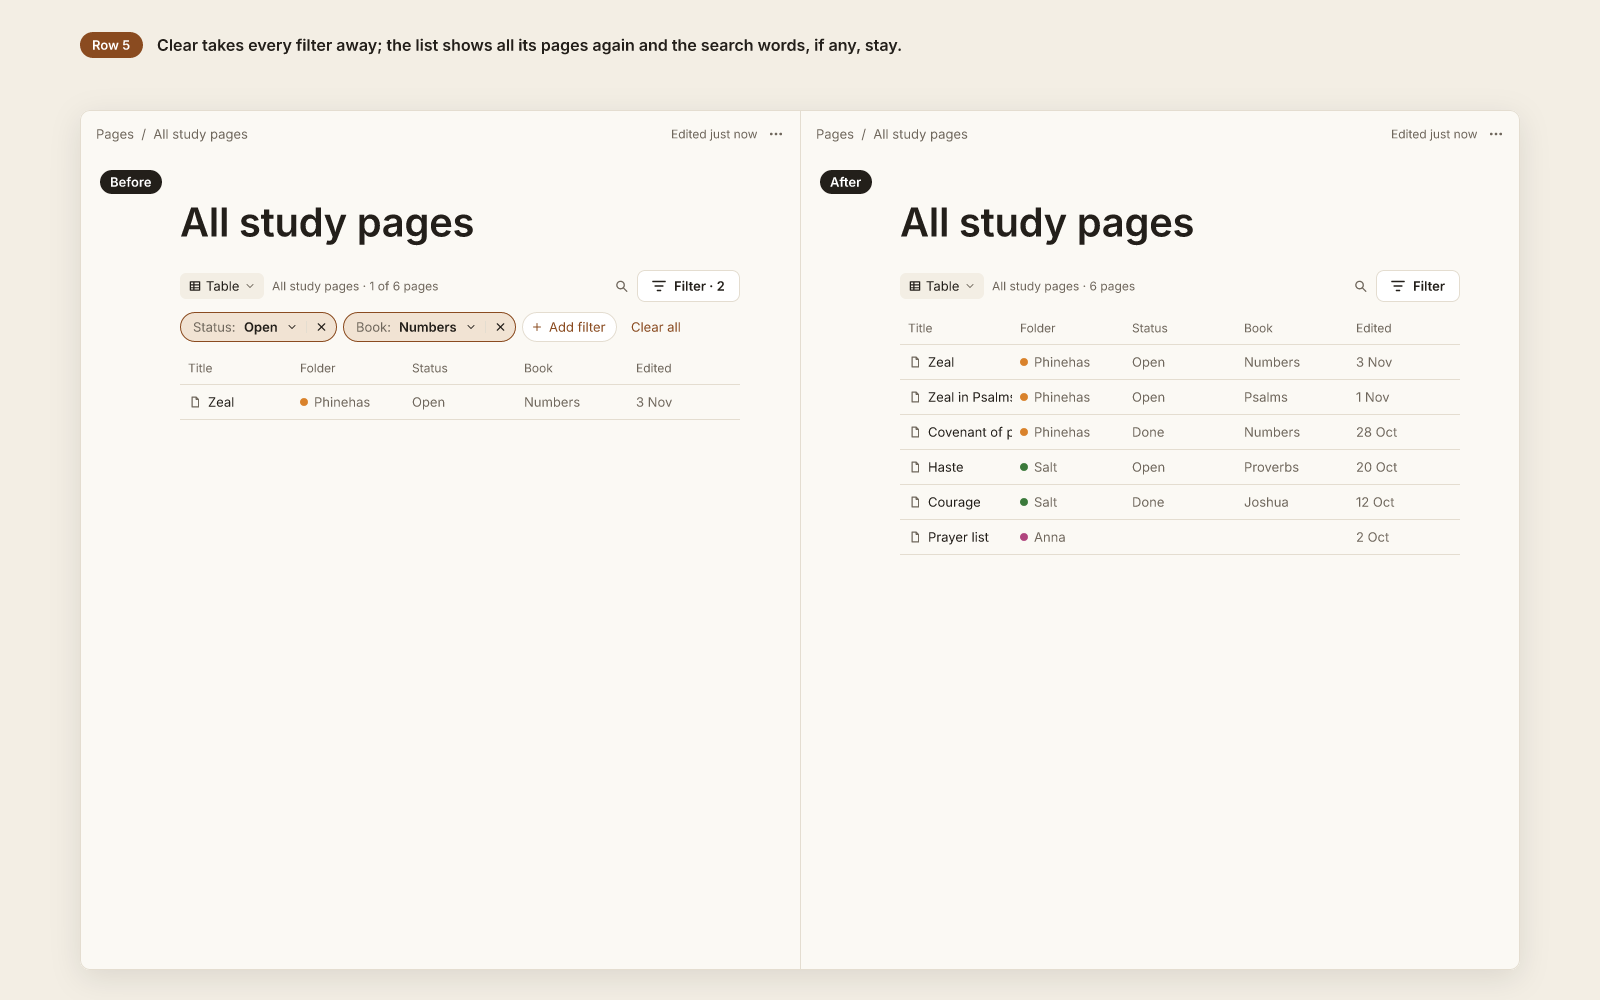 Row 5 Clear takes every filter away; the list shows all its pages again and the search words, if any, stay.
Pages / All study pages Edited just now
Before
All study pages
Table All study pages · 1 of 6 pages Filter · 2
Status: Open Book: Numbers + Add filter Clear all
Title Folder Status Book Edited
Zeal Phinehas Open Numbers 3 Nov
Pages / All study pages Edited just now
After
All study pages
Table All study pages · 6 pages Filter
Title Folder Status Book Edited
Zeal Phinehas Open Numbers 3 Nov
Zeal in Psalms Phinehas Open Psalms 1 Nov
Covenant of Phinehas Done Numbers 28 Oct
Haste Salt Open Proverbs 20 Oct
Courage Salt Done Joshua 12 Oct
Prayer list Anna 2 Oct